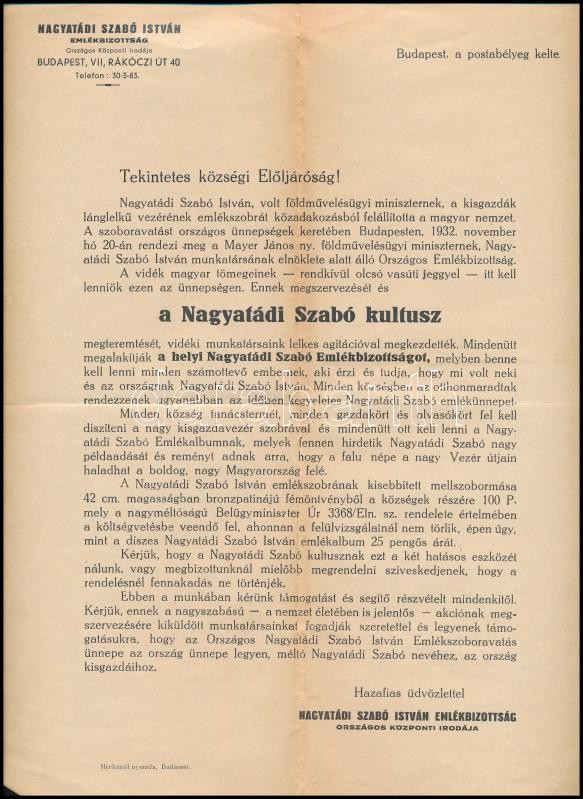 NAGYATÁDI SZABÓ ISTVÁN
EMLÉKBIZOTTSÁG
Országos Központi Irodája
BUDAPEST, VII, RÁKÓCZI ÚT 40
Telefon: 30-3-83.
Budapest, a postabélyeg kelte.
Tekintetes községi Előljáróság!
Nagyatádi Szabó István, volt földművelésügyi miniszternek, a kisgazdák
lánglelkű vezérének emlékszobrát közadakozásból felállította a magyar nemzet.
A szoboravatást országos ünnepségek keretében Budapesten, 1932. november
hó 20-án rendezi meg a Mayer János ny. földművelésügyi miniszternek, Nagy-
atádi Szabó István munkatársának elnöklete alatt álló Országos Emlékbizottság.
A vidék magyar tömegeinek — rendkívül olcsó vasúti jeggyel — itt kell
lenniök ezen az ünnepségen. Ennek megszervezését és
a Nagyatádi Szabó kultusz
megteremtését, vidéki munkatársaink lelkes agitációval megkezdették. Mindenütt
megalakítják a helyi Nagyatádi Szabó Emlékbizottságot, melyben benne
kell lenni minden számottevő embernek, aki érzi és tudja, hogy mi volt neki
és az országnak Nagyatádi Szabó István. Minden községben az otthonmaradtak
rendezzenek ugyanabban az időben kegyeletes Nagyatádi Szabó emlékünnepet.
Minden község tanácstermét, minden gazdakört és olvasókört fel kell
díszíteni a nagy kisgazdavezér szobrával és mindenütt ott kell lenni a Nagy-
atádi Szabó Emlékalbumnak, melyek fennen hirdetik Nagyatádi Szabó nagy
példaadását és reményt adnak arra, hogy a falu népe a nagy Vezér útjain
haladhat a boldog, nagy Magyarország felé.
A Nagyatádi Szabó István emlékszobrának kisebbített mellszobormása
42 cm. magasságban bronzpatinájú fémöntvényből a községek részére 100 P.
mely a nagyméltóságú Belügyminiszter Úr 3368/Eln. sz. rendelete értelmében
a költségvetésbe veendő fel, ahonnan a felülvizsgálatnál nem törlik, épen úgy,
mint a díszes Nagyatádi Szabó István emlékalbum 25 pengős árát.
Kérjük, hogy a Nagyatádi Szabó kultusznak ezt a két hatásos eszközét
nálunk, vagy megbizottunknál mielőbb megrendelni sziveskedjenek, hogy a
rendelésnél fennakadás ne történjék.
Ebben a munkában kérünk támogatást és segítő részvételt mindenkitől.
Kérjük, ennek a nagyszabású — a nemzet életében is jelentős — akciónak meg-
szervezésére kiküldött munkatársainkat fogadják szeretettel és legyenek támo-
gatásukra, hogy az Országos Nagyatádi Szabó István Emlékszoboravatás
ünnepe az ország ünnepe legyen, méltó Nagyatádi Szabó nevéhez, az ország
kisgazdáihoz.
Hazafias üdvözlettel
NAGYATÁDI SZABÓ ISTVÁN EMLÉKBIZOTTSÁG
ORSZÁGOS KÖZPONTI IRODÁJA
Merkantil nyomda, Budapest.
darabanth.com